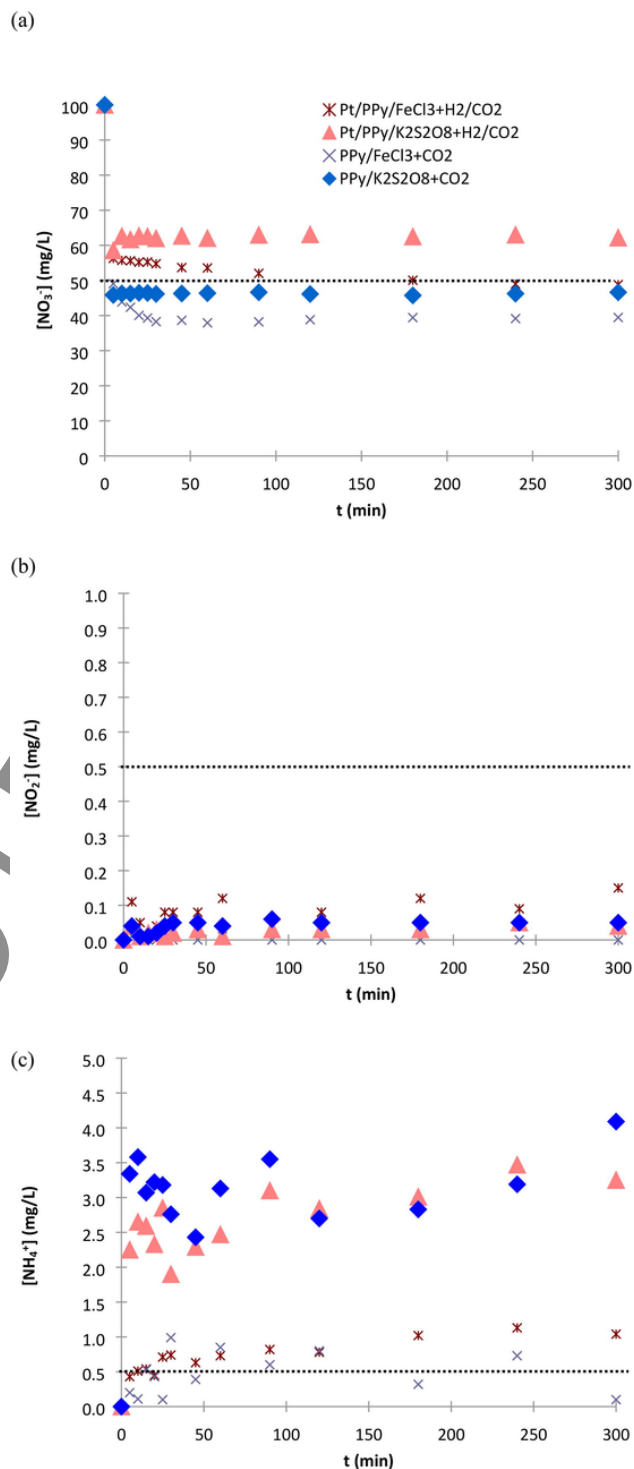 (a)
Pt/PPy/FeCl3+H2/CO2
Pt/PPy/K2S2O8+H2/CO2
PPy/FeCl3+CO2
PPy/K2S2O8+CO2
100
90
80
70
60
50
40
30
20
10
0
[NO₃⁻] (mg/L)
0 50 100 150 200 250 300
t (min)
(b)
1.0
0.9
0.8
0.7
0.6
0.5
0.4
0.3
0.2
0.1
0.0
[NO₂⁻] (mg/L)
0 50 100 150 200 250 300
t (min)
(c)
5.0
4.5
4.0
3.5
3.0
2.5
2.0
1.5
1.0
0.5
0.0
[NH₄⁺] (mg/L)
0 50 100 150 200 250 300
t (min)